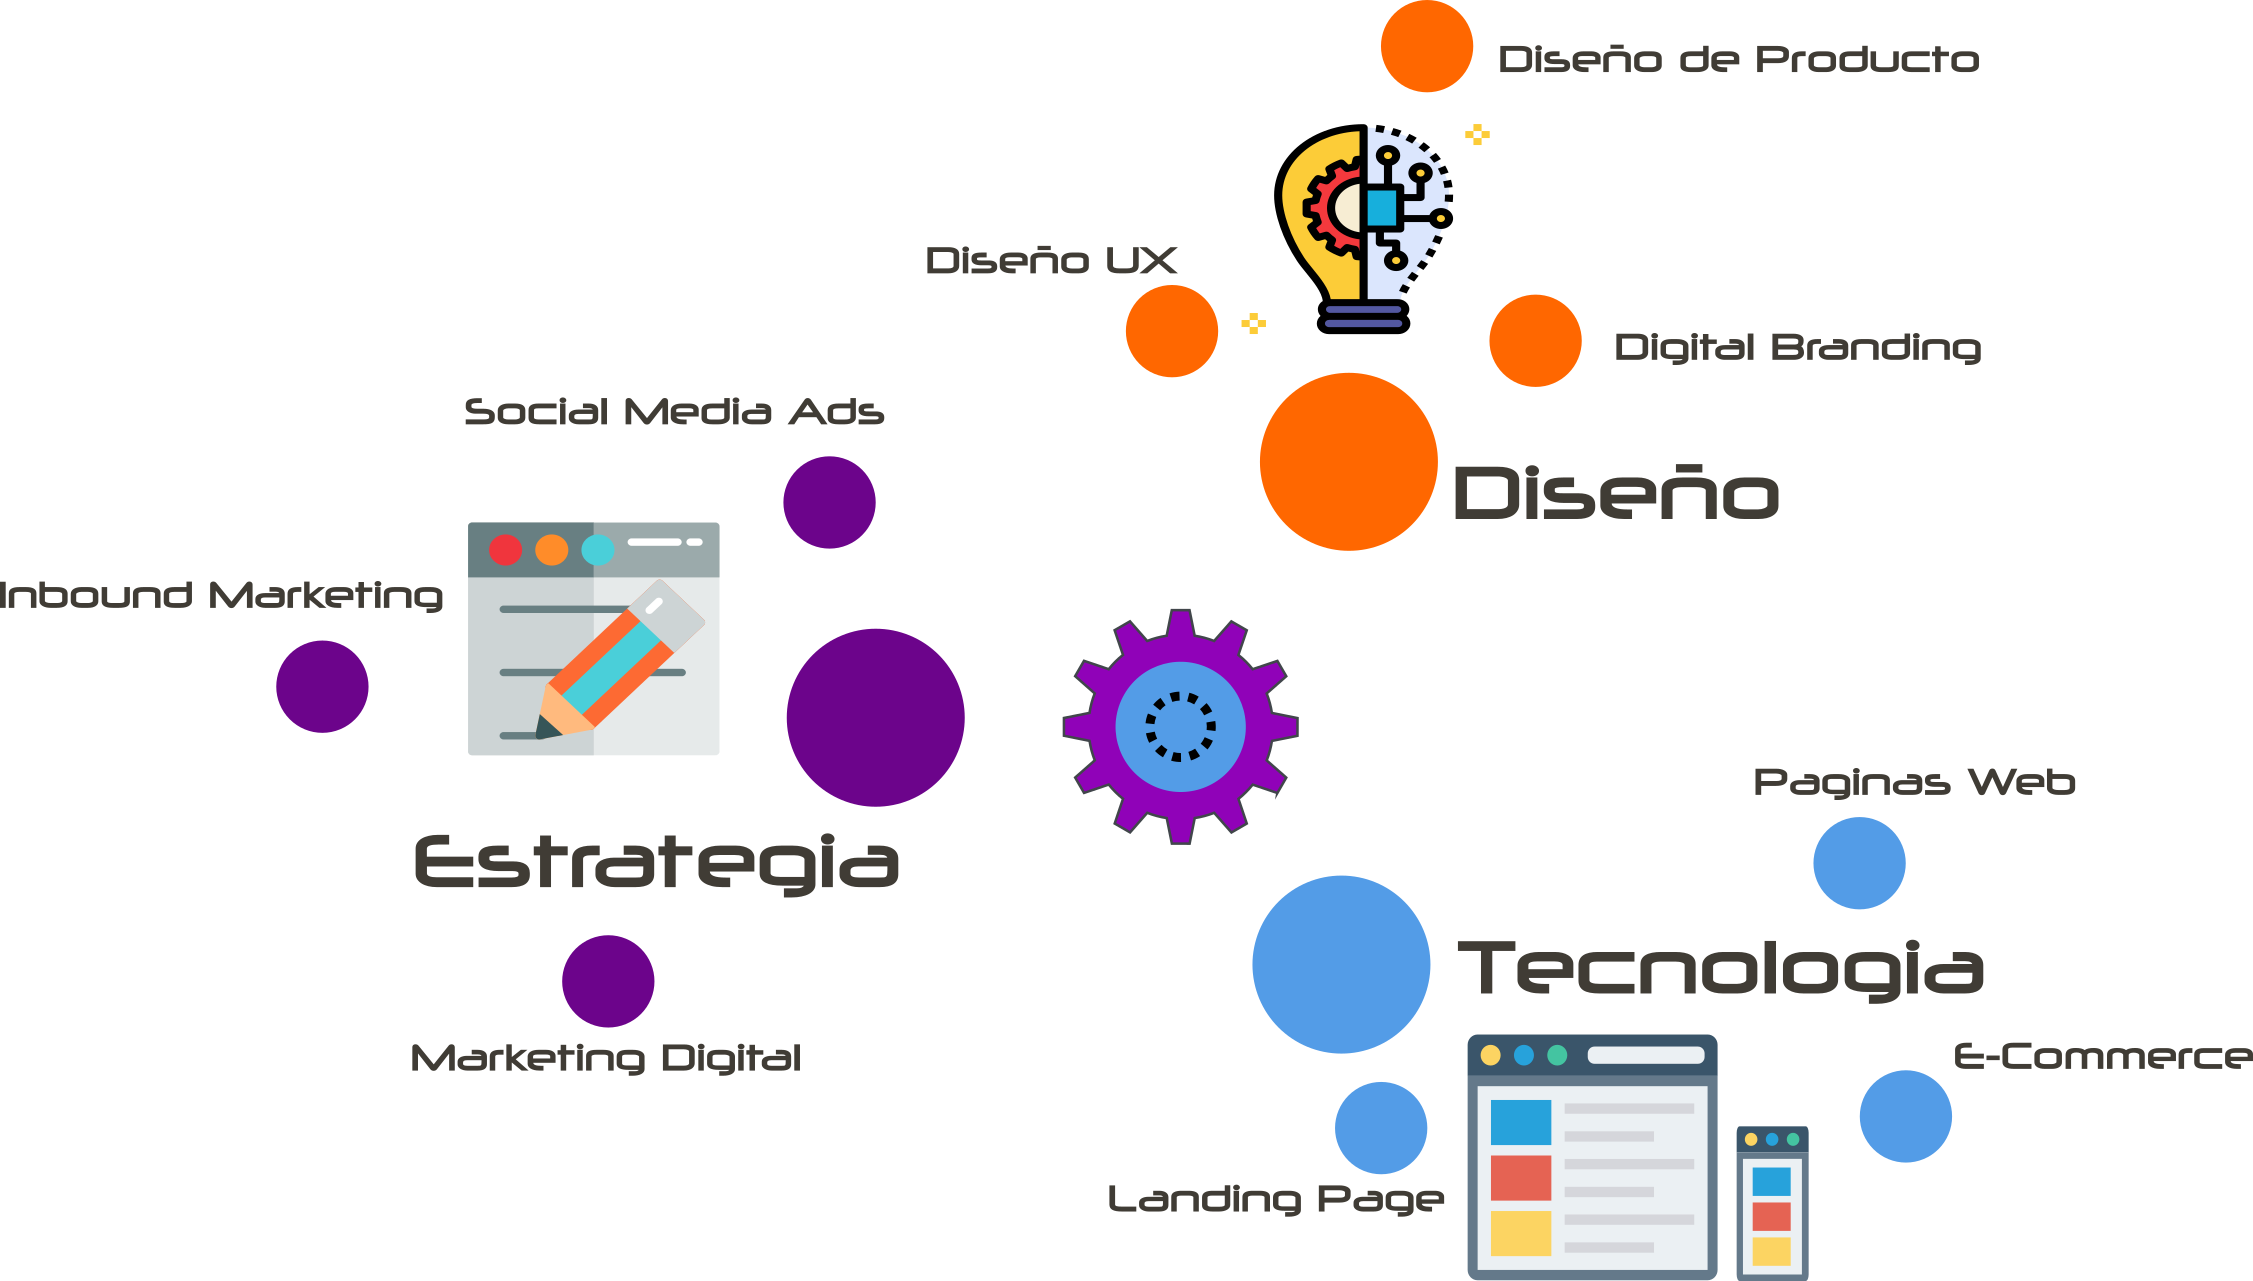 Diseño de Producto
Diseño UX
Digital Branding
Social Media Ads
Diseño
Inbound Marketing
Paginas Web
Estrategia
Tecnologia
Marketing Digital
E-Commerce
Landing Page